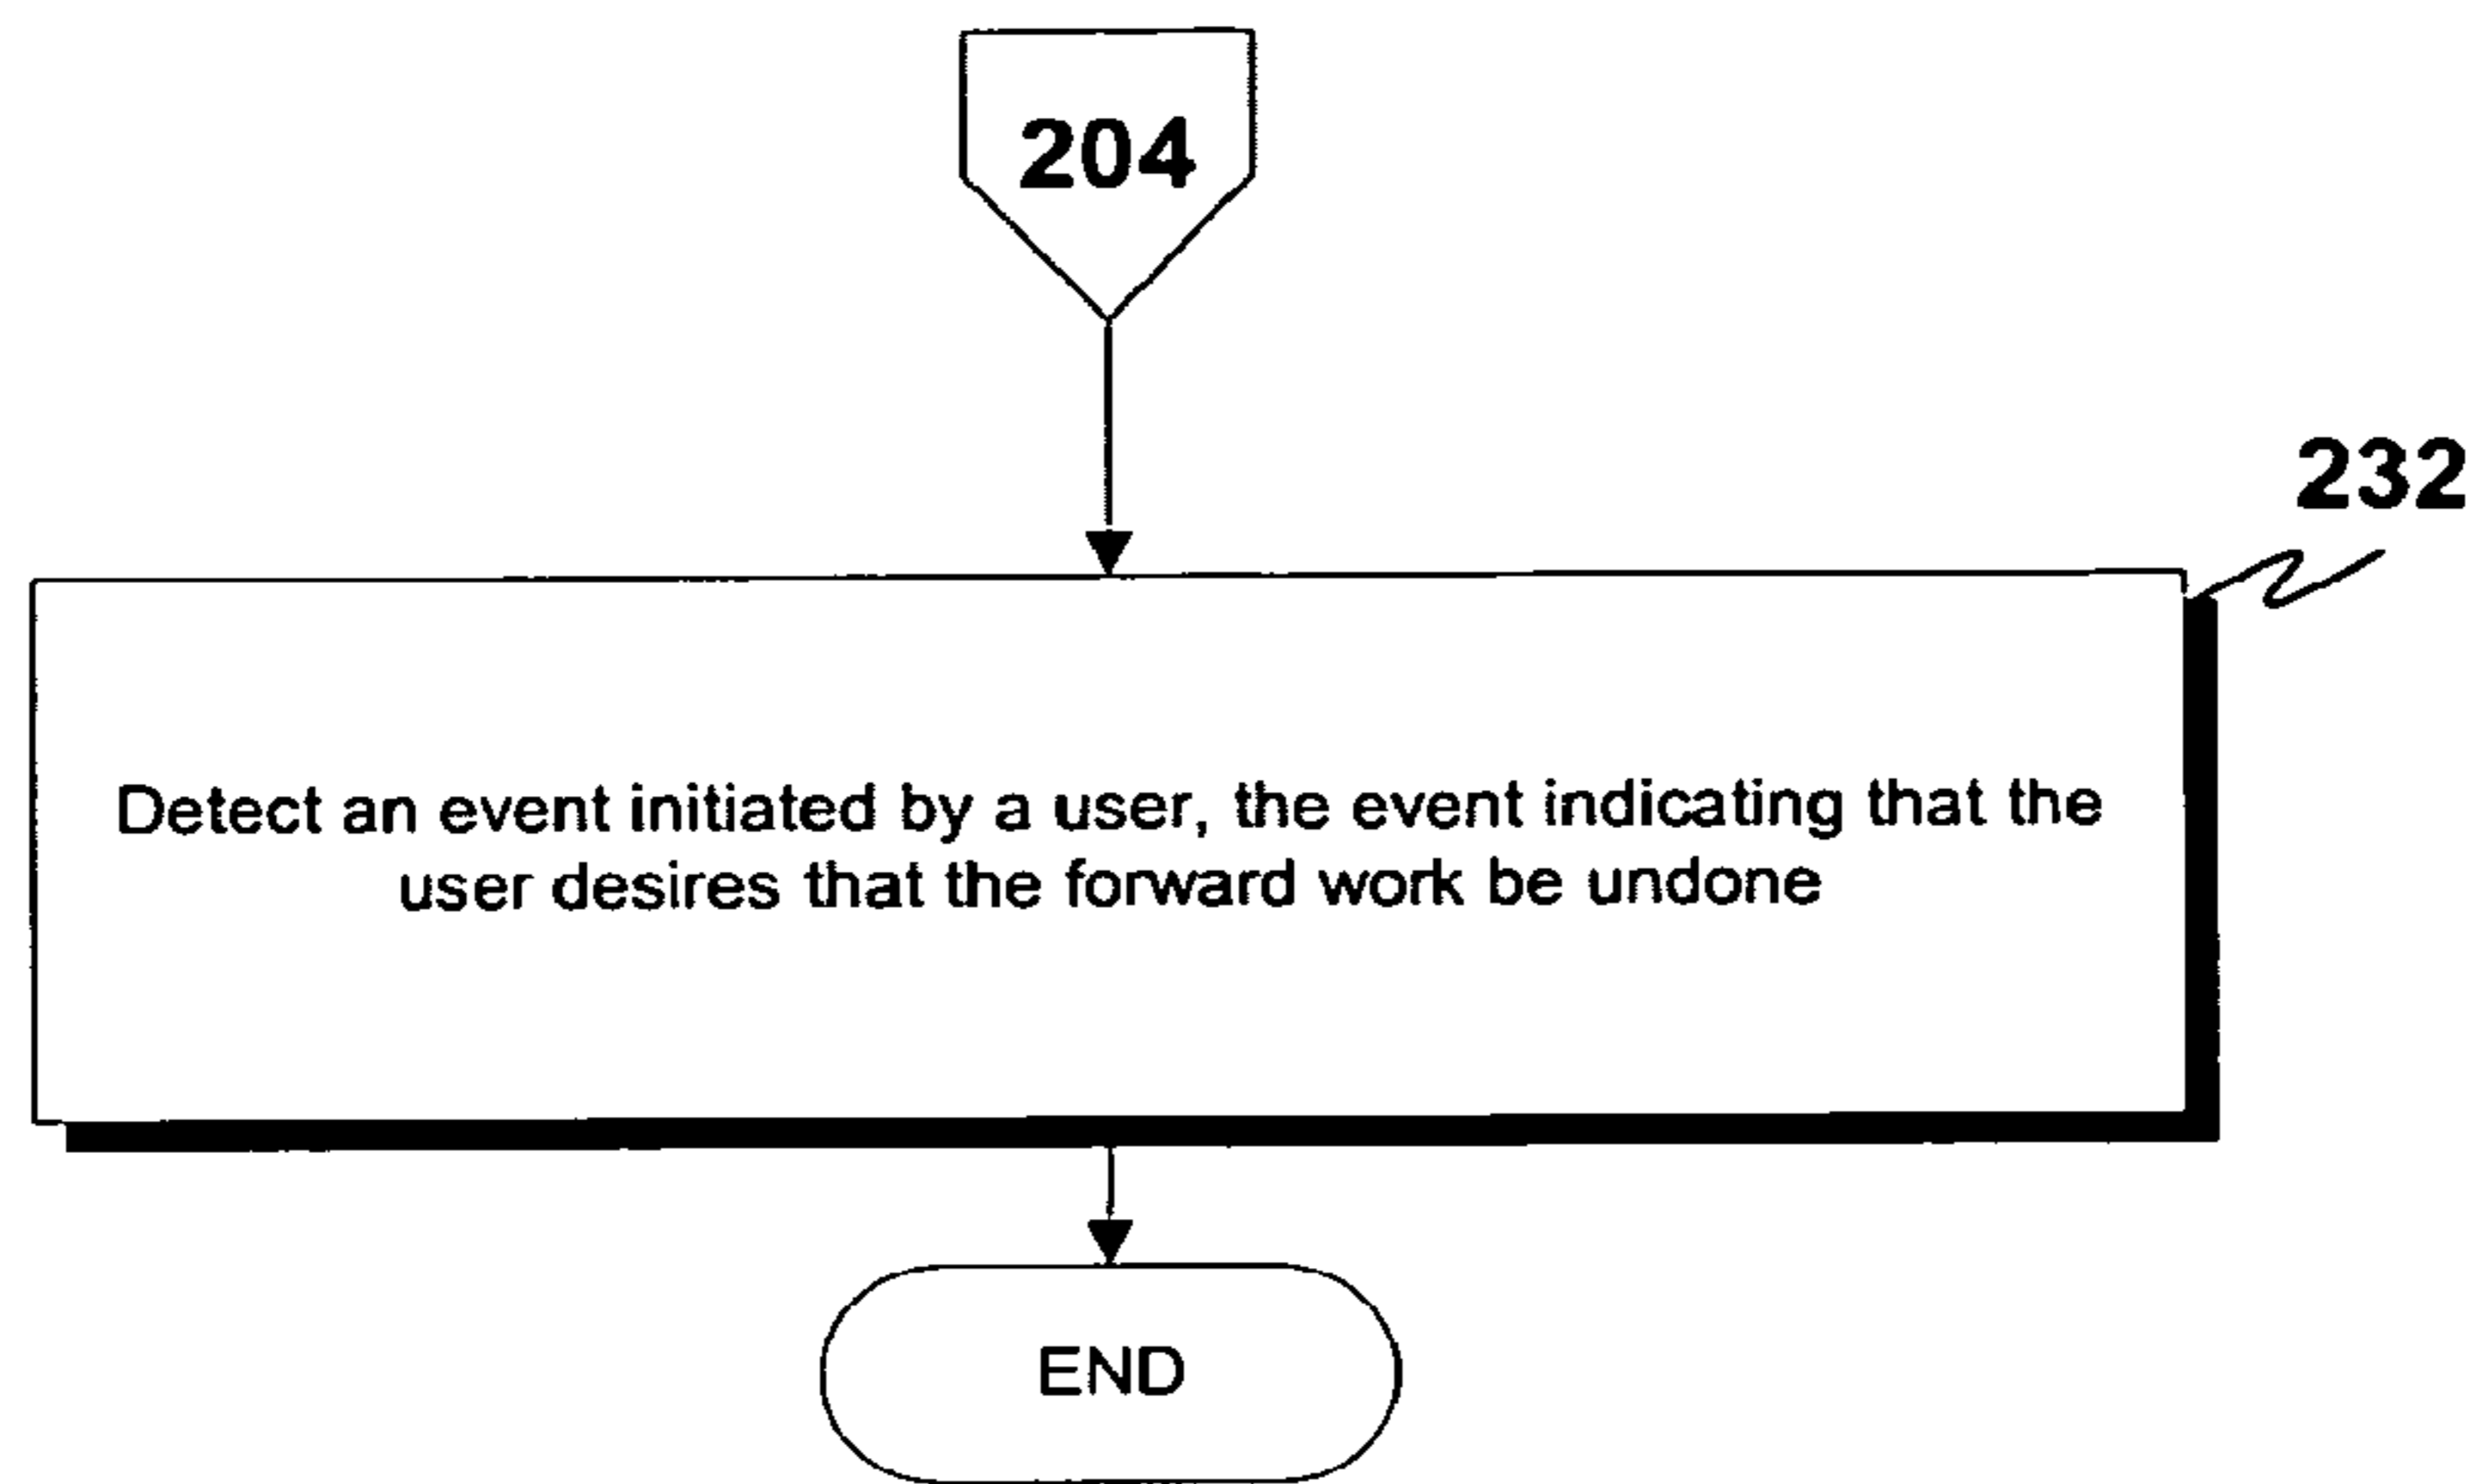 204
232
Detect an event initiated by a user, the event indicating that the
user desires that the forward work be undone
END